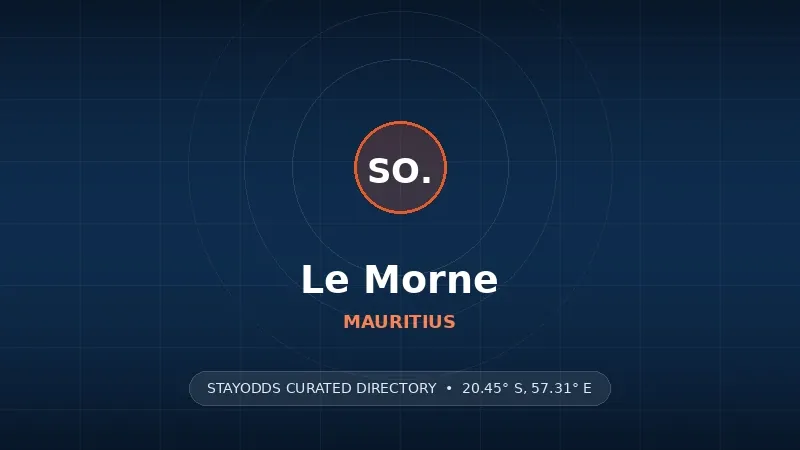 SO.
Le Morne
MAURITIUS
STAYODDS CURATED DIRECTORY • 20.45° S, 57.31° E